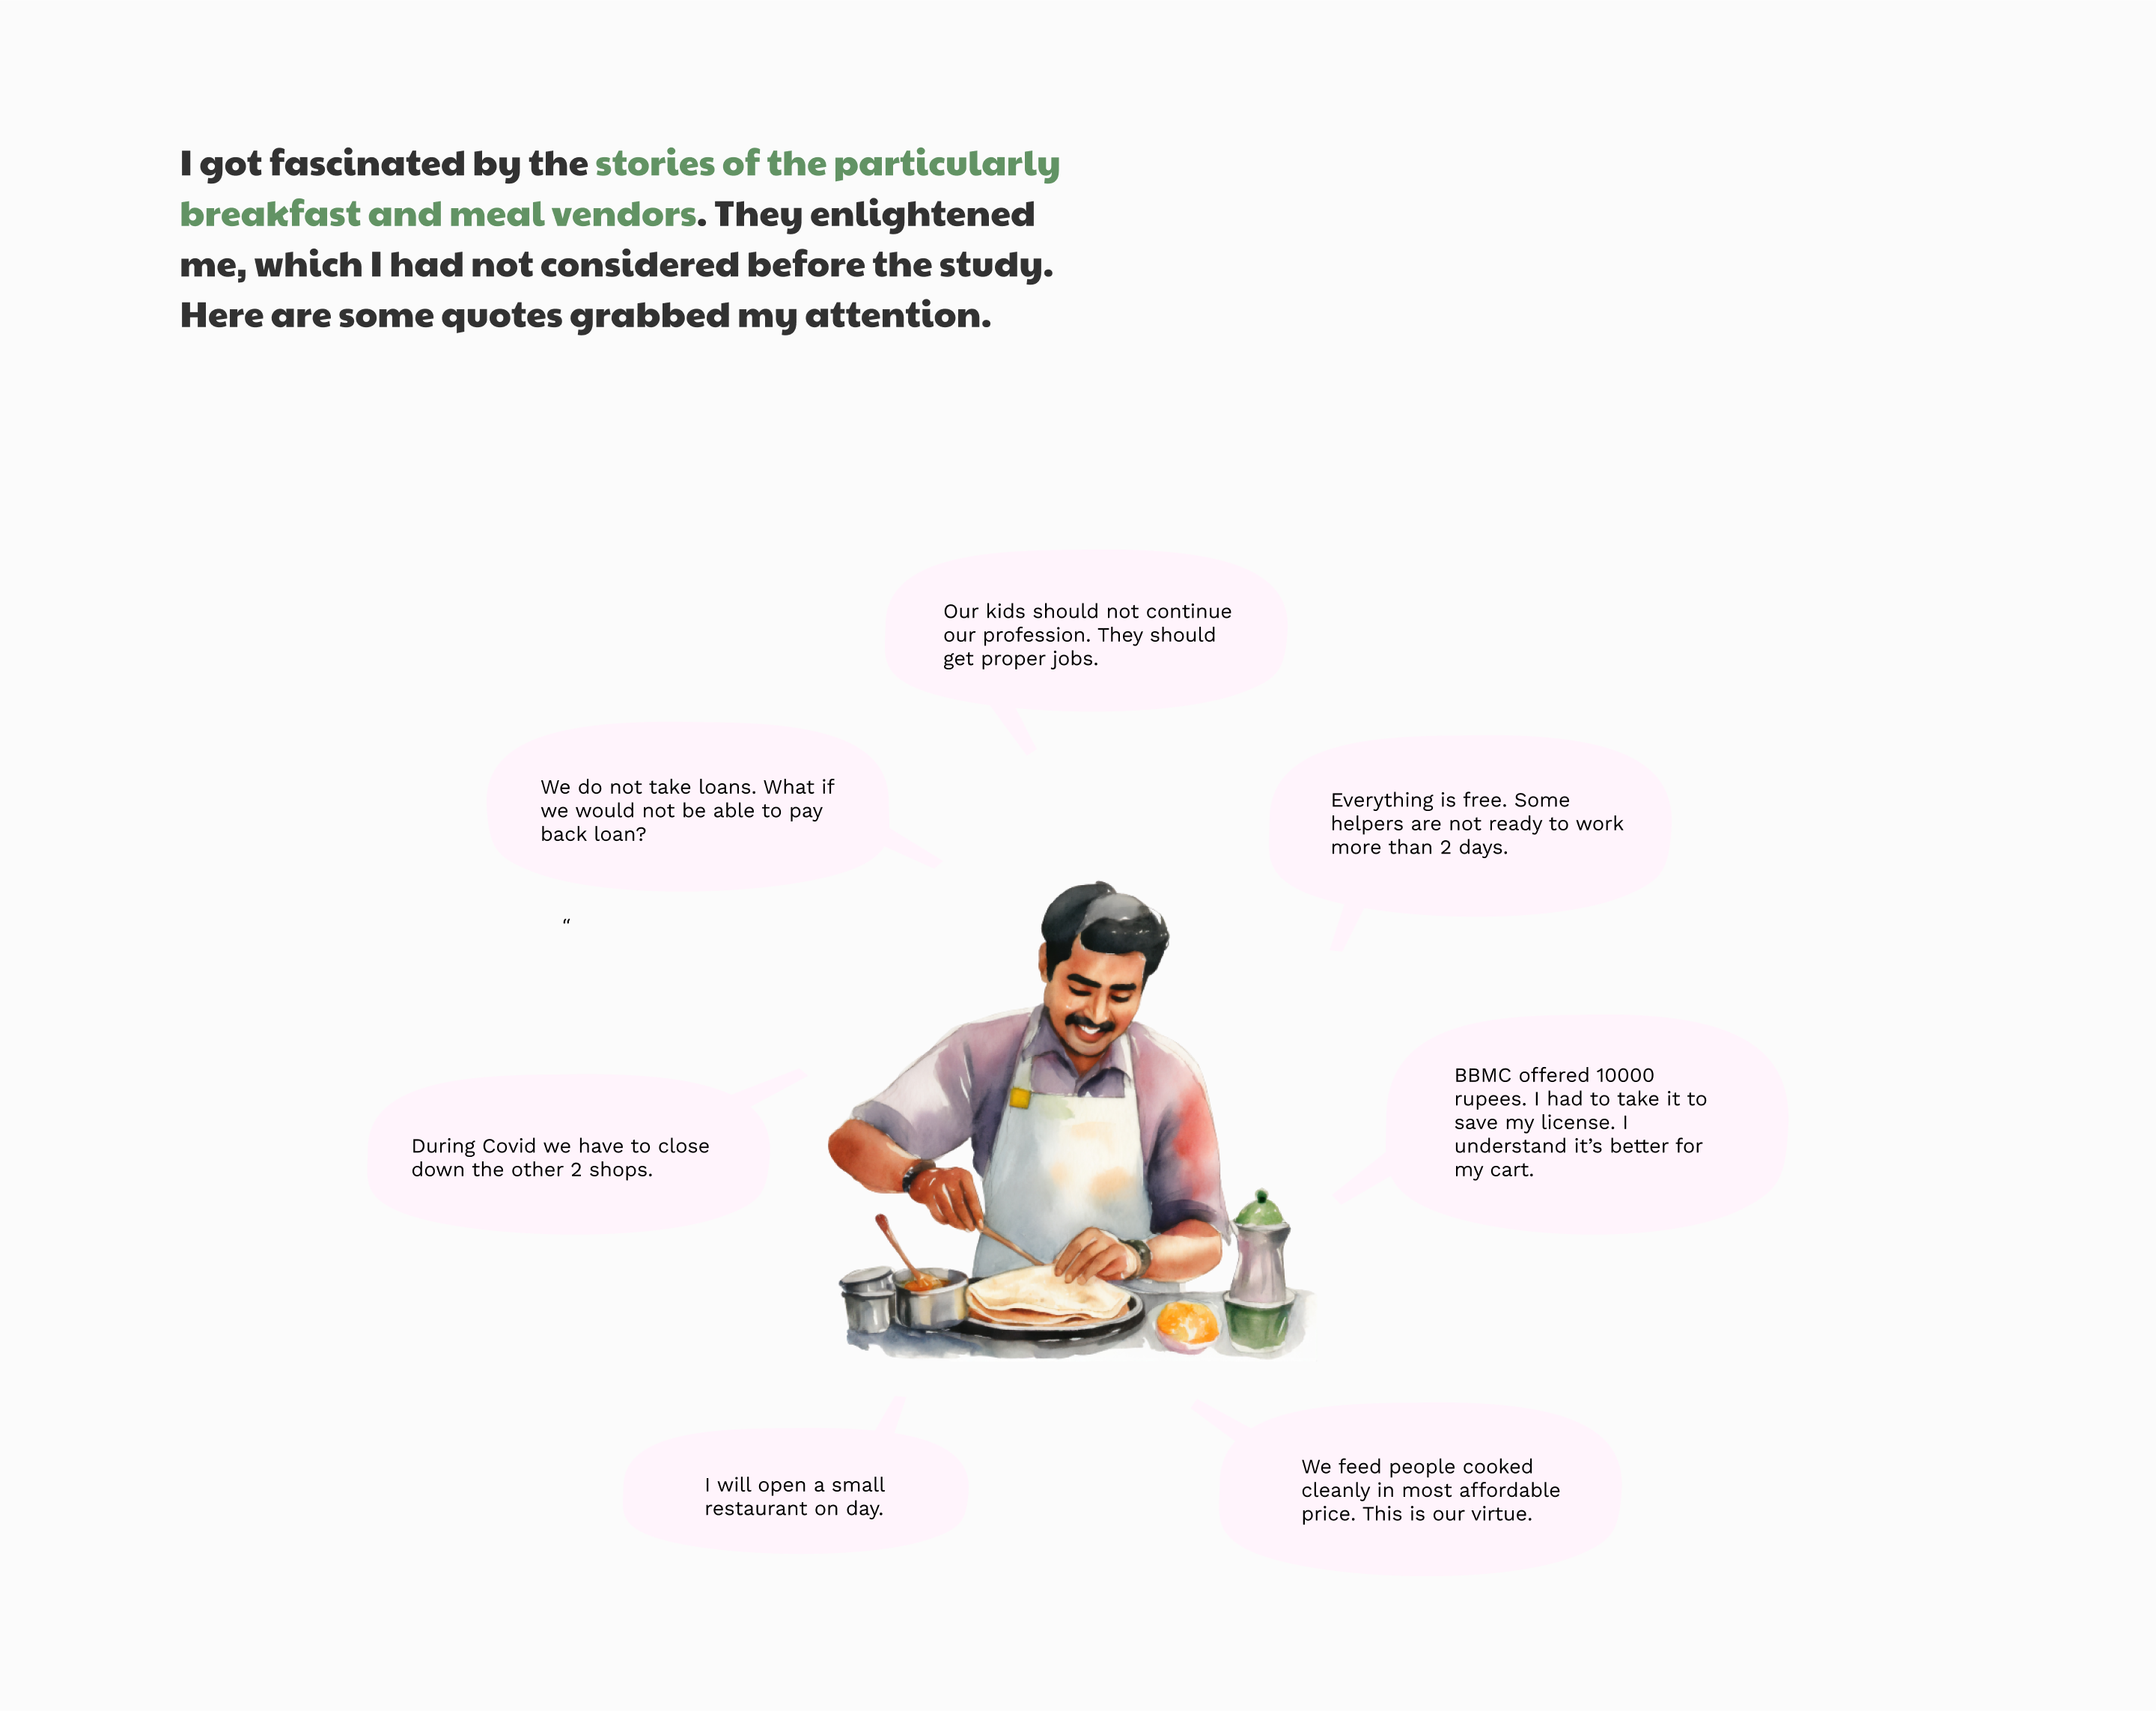 I got fascinated by the stories of the particularly
breakfast and meal vendors. They enlightened
me, which I had not considered before the study.
Here are some quotes grabbed my attention.
Our kids should not continue
our profession. They should
get proper jobs.
We do not take loans. What if
we would not be able to pay
back loan?
Everything is free. Some
helpers are not ready to work
more than 2 days.
“
BBMC offered 10000
rupees. I had to take it to
save my license. I
understand it’s better for
my cart.
During Covid we have to close
down the other 2 shops.
I will open a small
restaurant on day.
We feed people cooked
cleanly in most affordable
price. This is our virtue.